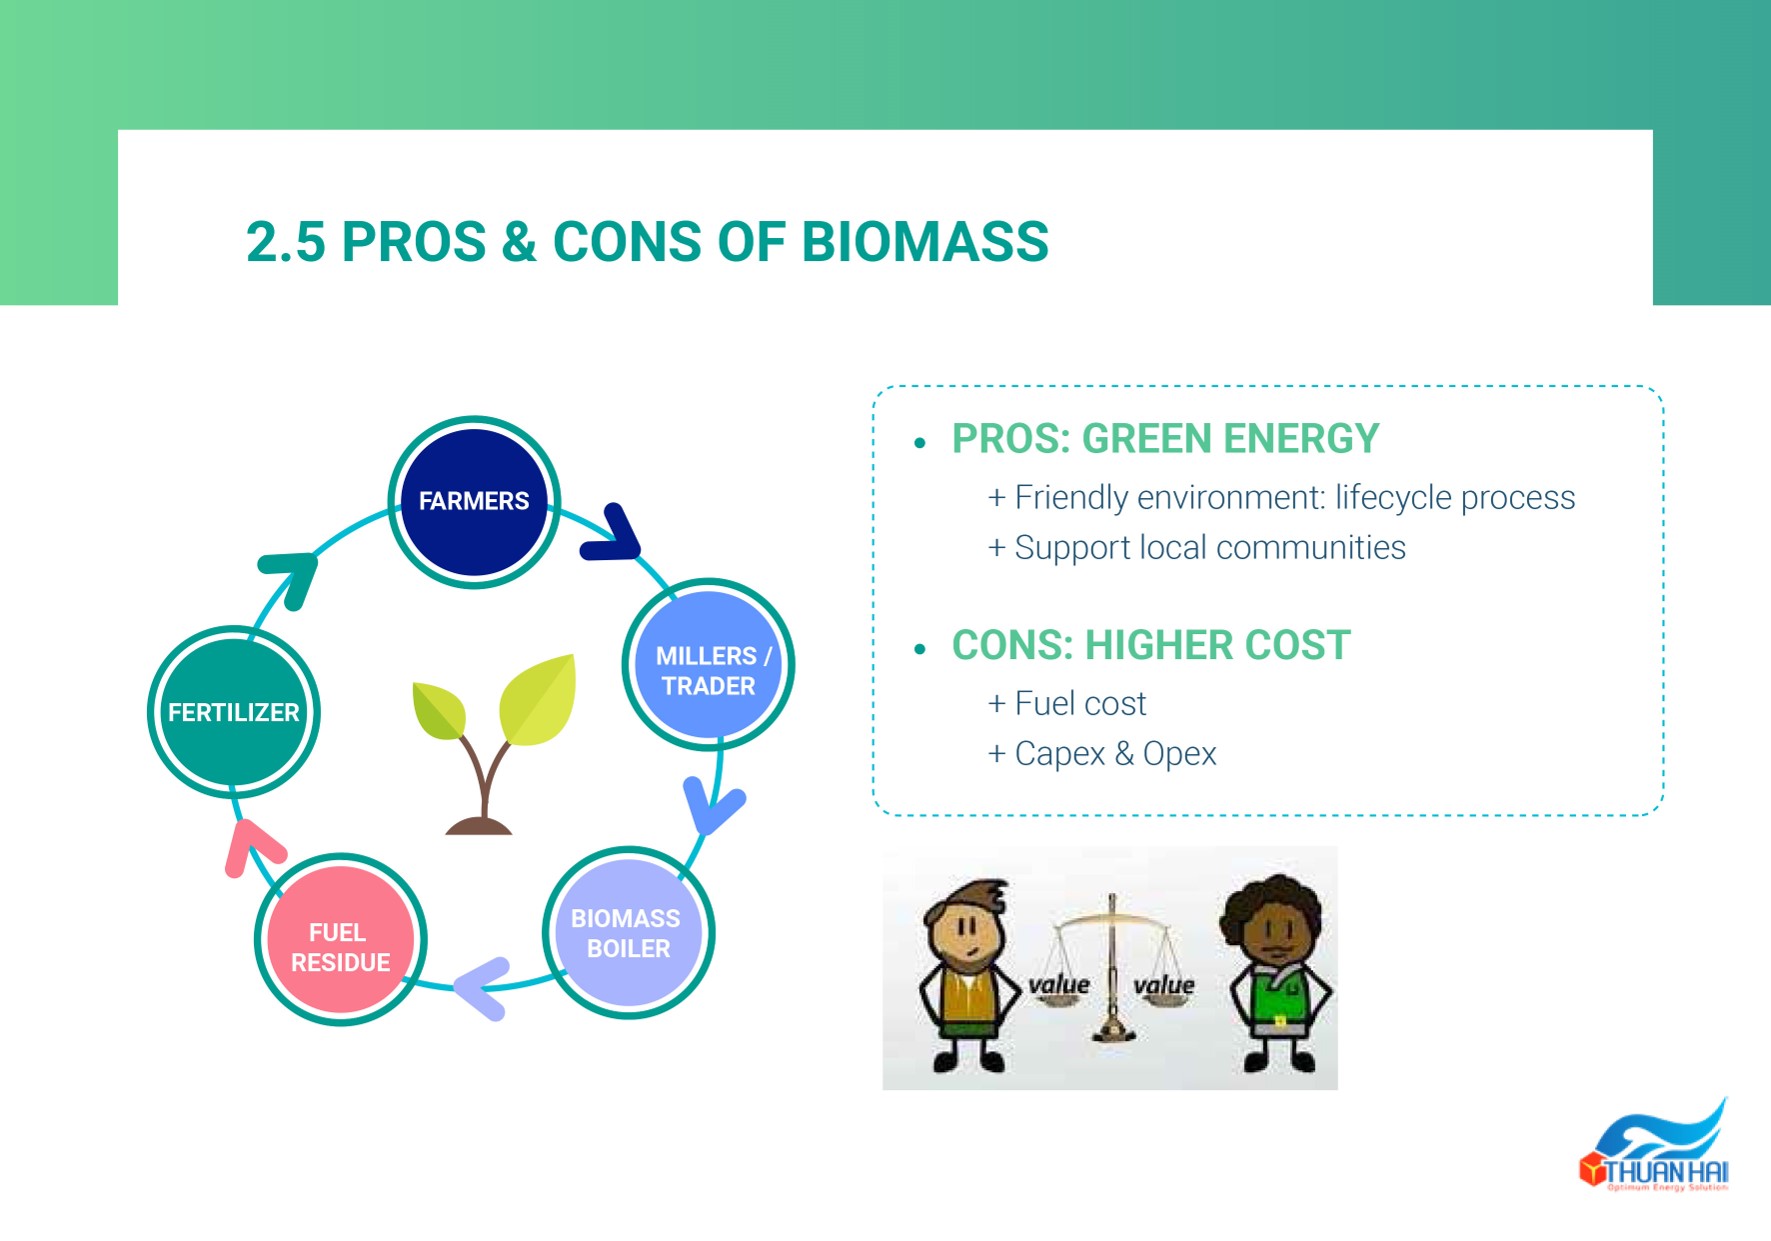 2.5 PROS & CONS OF BIOMASS
FARMERS
MILLERS /
TRADER
BIOMASS
BOILER
FUEL
RESIDUE
FERTILIZER
• PROS: GREEN ENERGY
+ Friendly environment: lifecycle process
+ Support local communities
• CONS: HIGHER COST
+ Fuel cost
+ Capex & Opex
value
value
THUAN HAI
Optimum Energy Solution